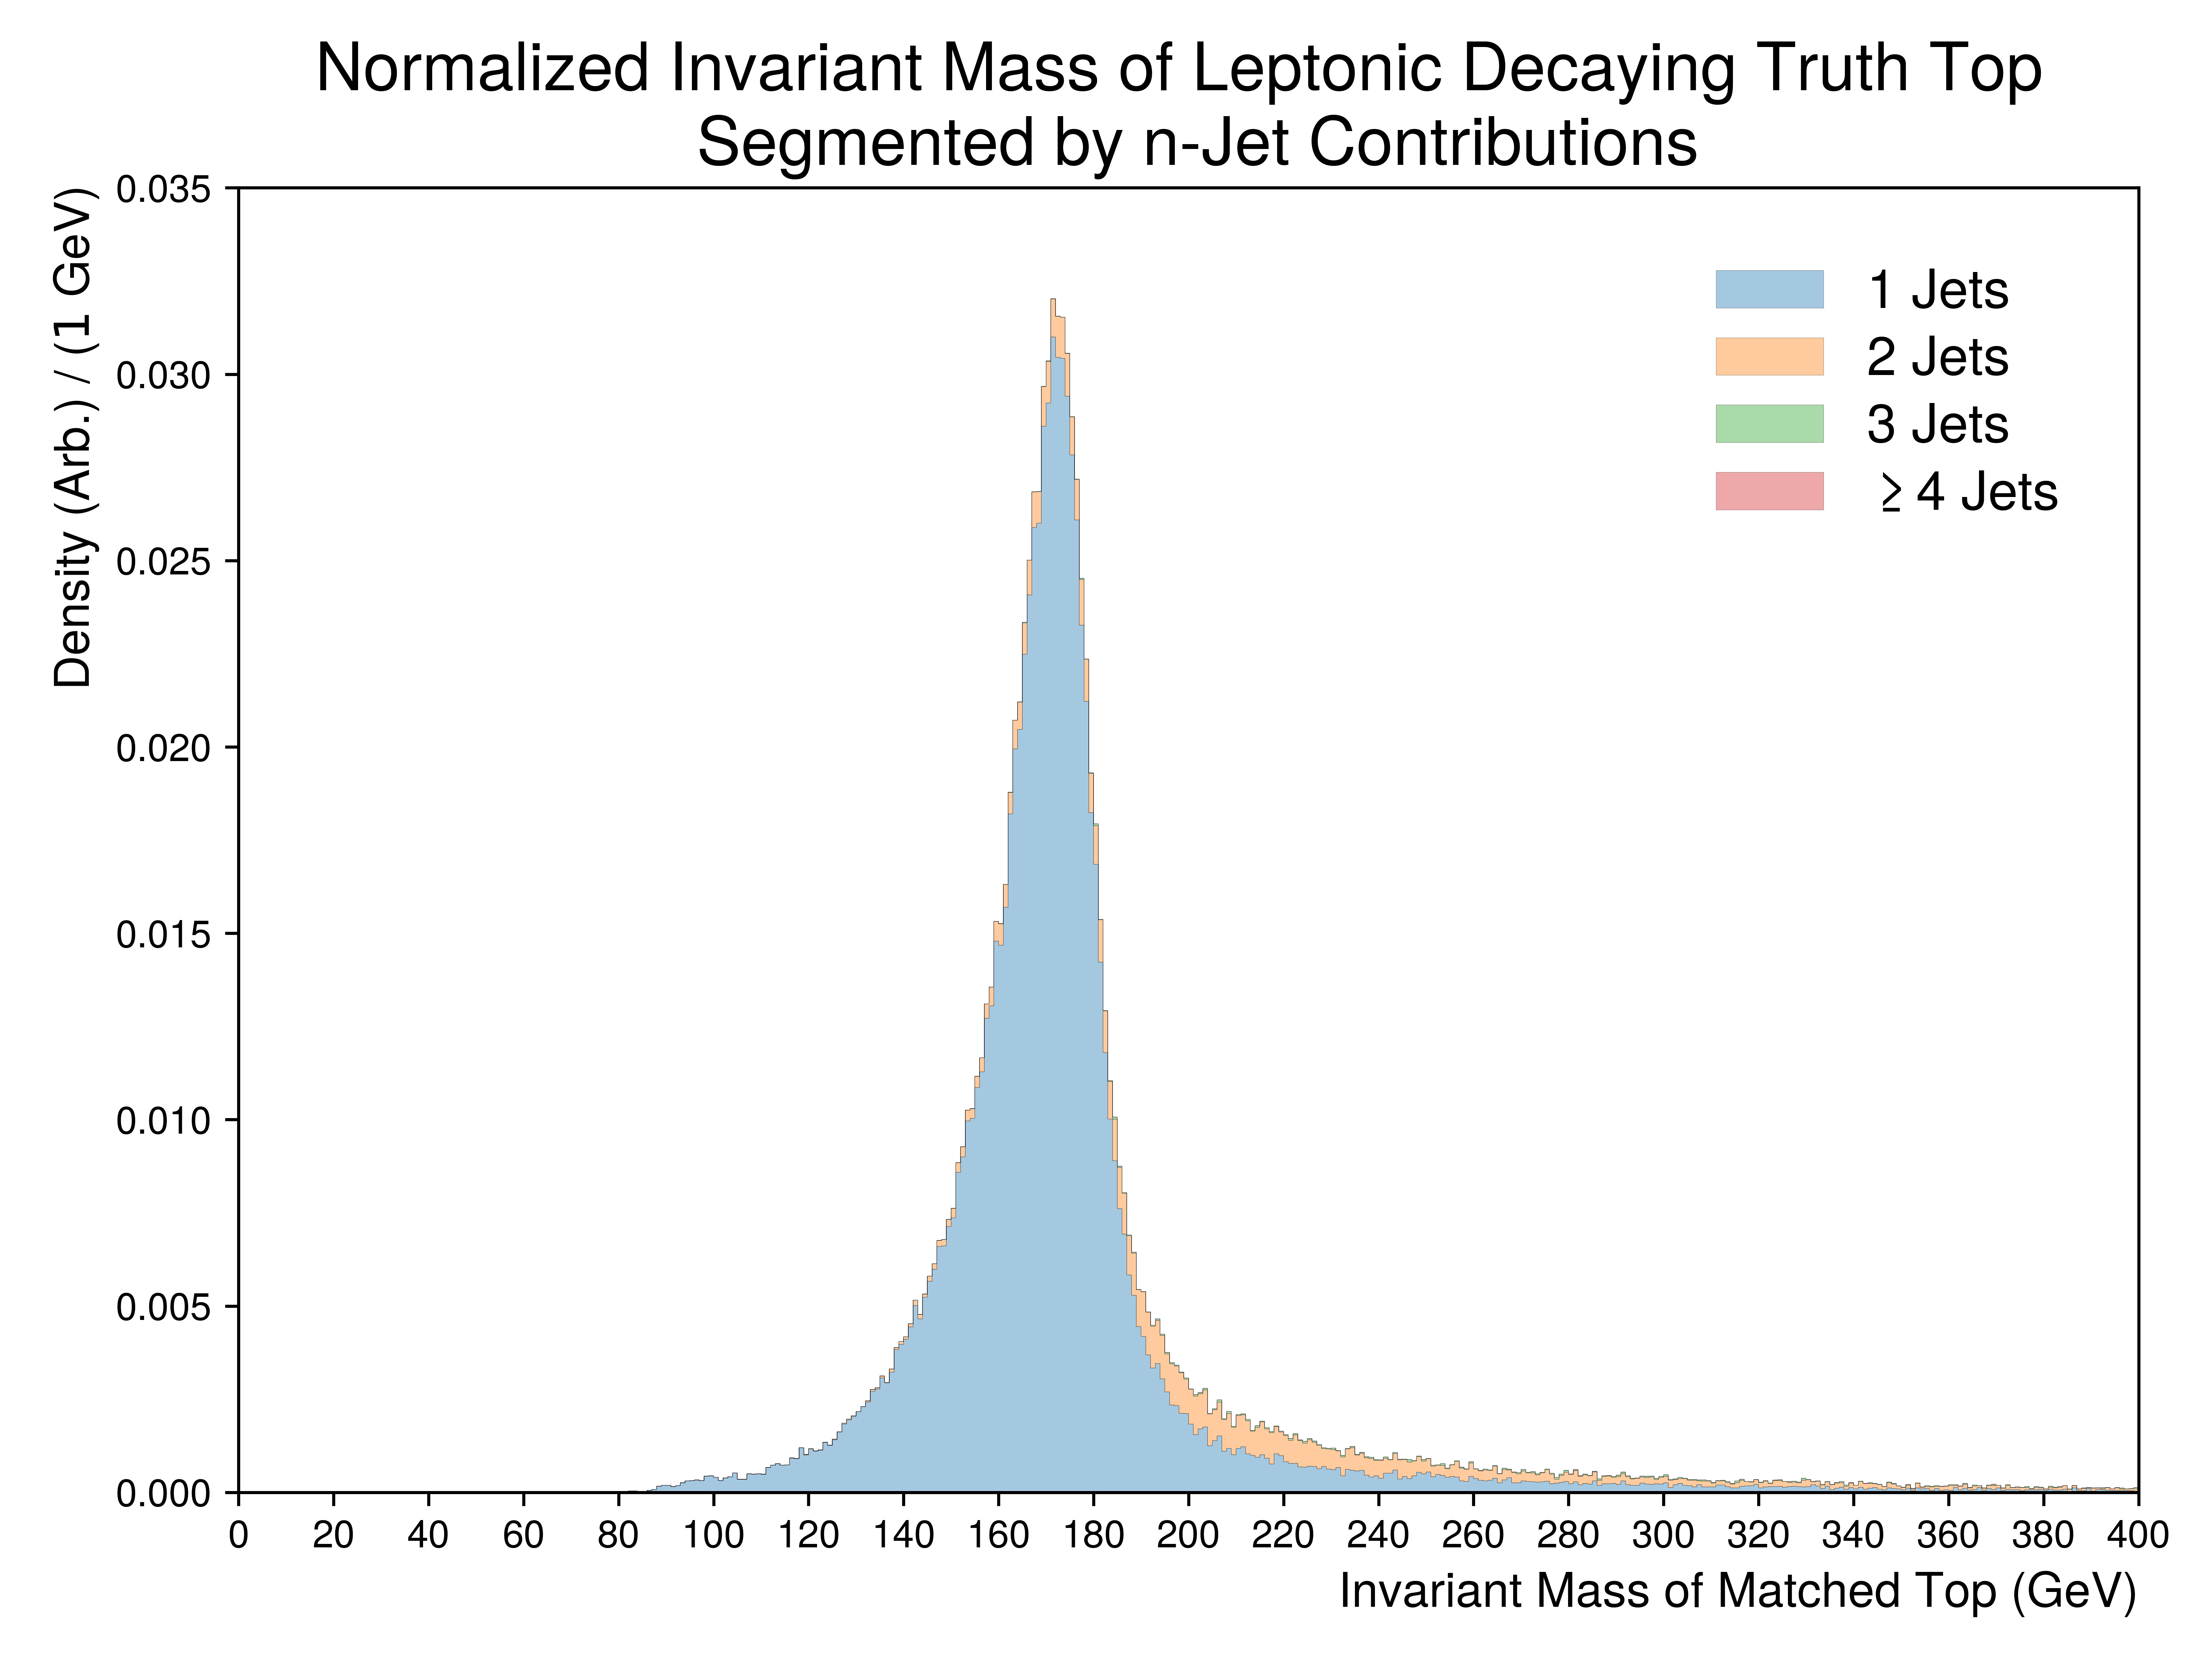 Normalized Invariant Mass of Leptonic Decaying Truth Top
Segmented by n-Jet Contributions
Density (Arb.) / (1 GeV)
0.035
0.030
0.025
0.020
0.015
0.010
0.005
0.000
1 Jets
2 Jets
3 Jets
≥ 4 Jets
0 20 40 60 80 100 120 140 160 180 200 220 240 260 280 300 320 340 360 380 400
Invariant Mass of Matched Top (GeV)